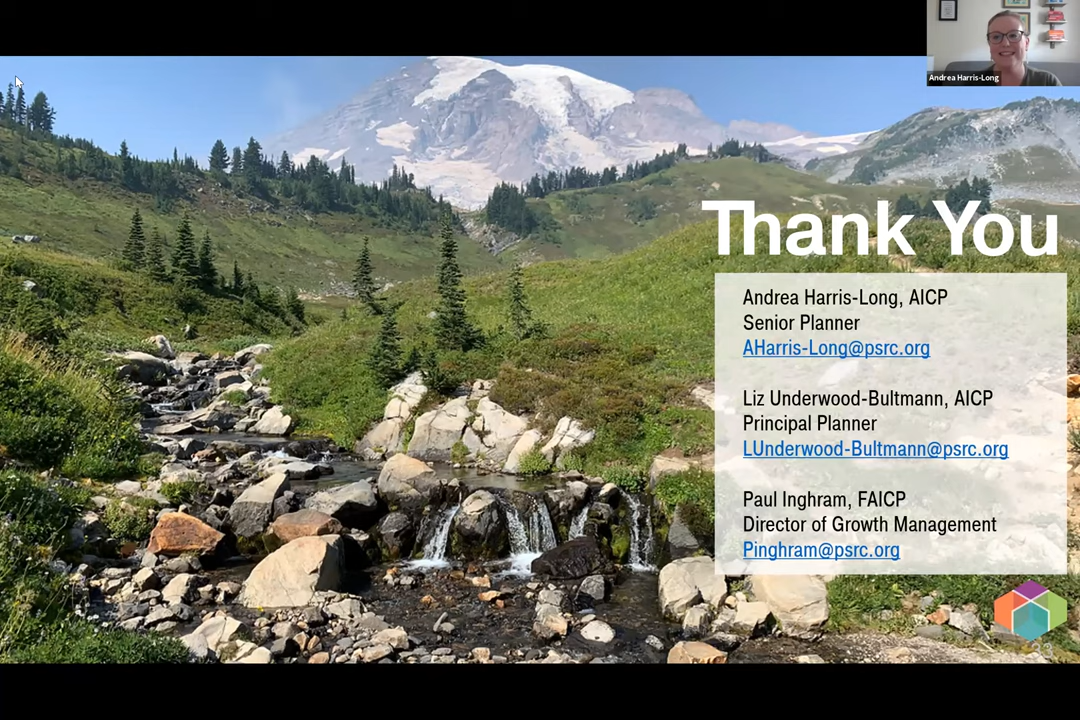 Andrea Harris-Long
Thank You
Andrea Harris-Long, AICP
Senior Planner
AHarris-Long@psrc.org
Liz Underwood-Bultmann, AICP
Principal Planner
LUnderwood-Bultmann@psrc.org
Paul Inghram, FAICP
Director of Growth Management
Pinghram@psrc.org
33